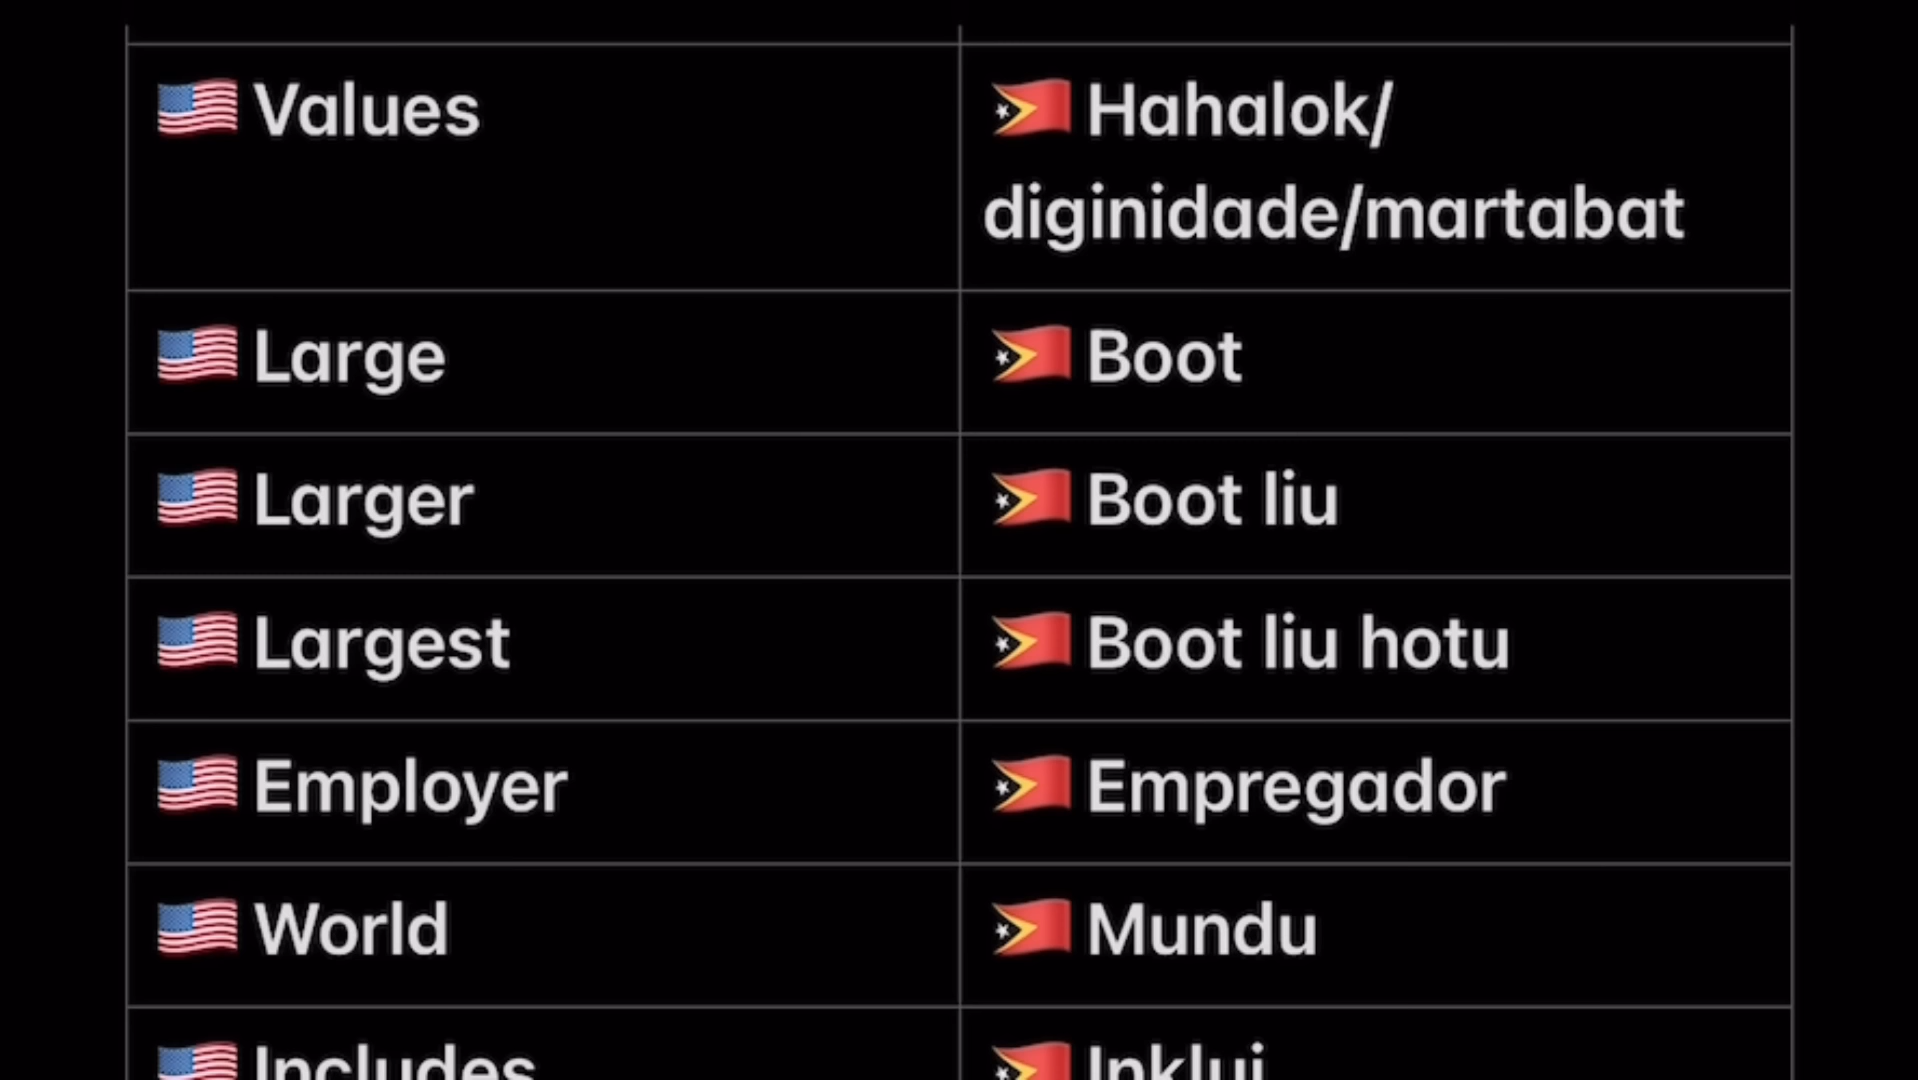 🇺🇸 Values
🇹🇱 Hahalok/
diginidade/martabat
🇺🇸 Large
🇹🇱 Boot
🇺🇸 Larger
🇹🇱 Boot liu
🇺🇸 Largest
🇹🇱 Boot liu hotu
🇺🇸 Employer
🇹🇱 Empregador
🇺🇸 World
🇹🇱 Mundu
🇺🇸 Includes
🇹🇱 Inklui